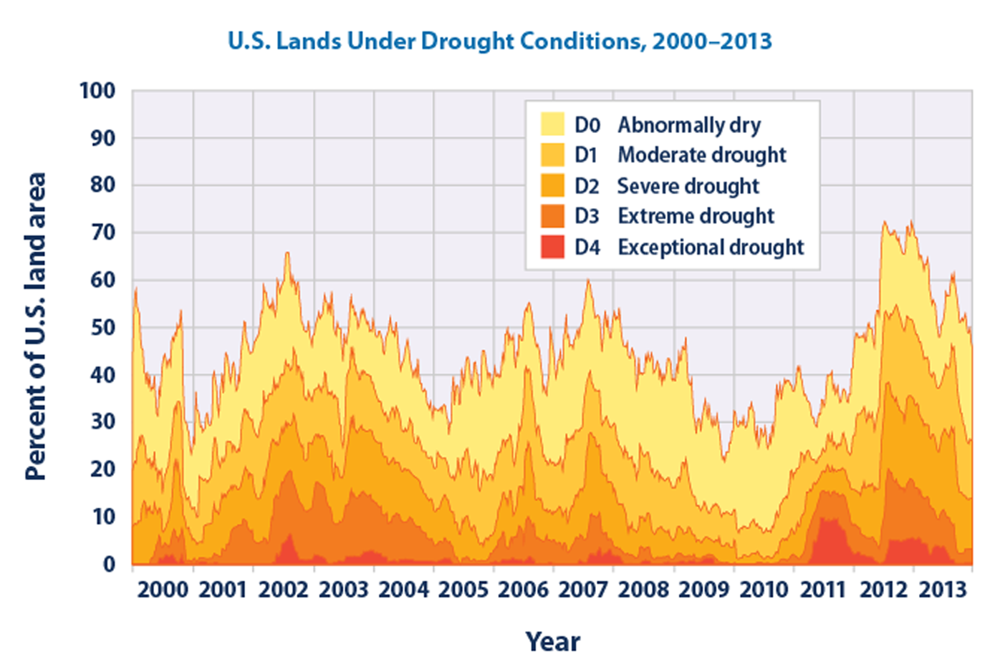 U.S. Lands Under Drought Conditions, 2000–2013
100
90
80
70
60
50
40
30
20
10
0
Percent of U.S. land area
D0 Abnormally dry
D1 Moderate drought
D2 Severe drought
D3 Extreme drought
D4 Exceptional drought
2000 2001 2002 2003 2004 2005 2006 2007 2008 2009 2010 2011 2012 2013
Year